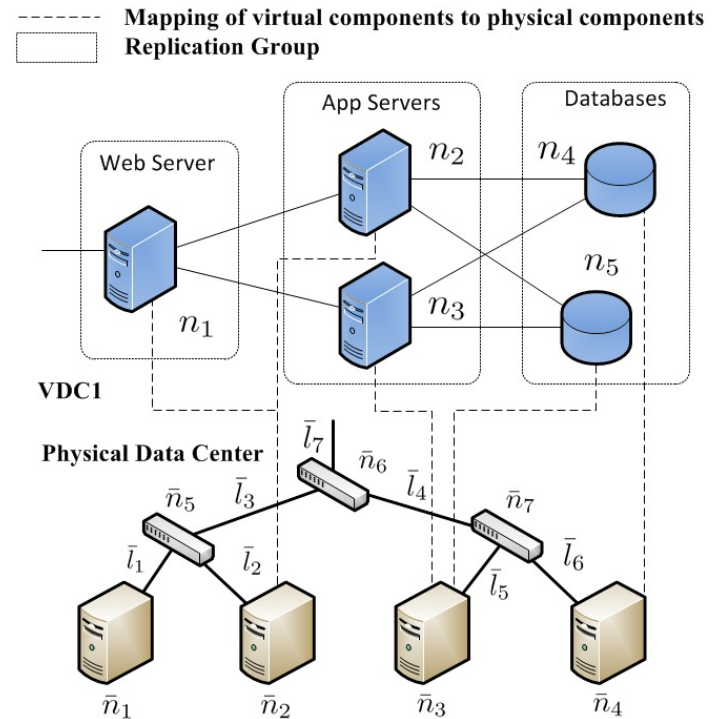 Mapping of virtual components to physical components
Replication Group
App Servers
Databases
Web Server
n₂
n₄
n₅
n₁
n₃
VDC1
Physical Data Center
l̄₇
n̄₆
n̄₅
l̄₃
l̄₄
n̄₇
l̄₁
l̄₂
l̄₅
l̄₆
n̄₁
n̄₂
n̄₃
n̄₄